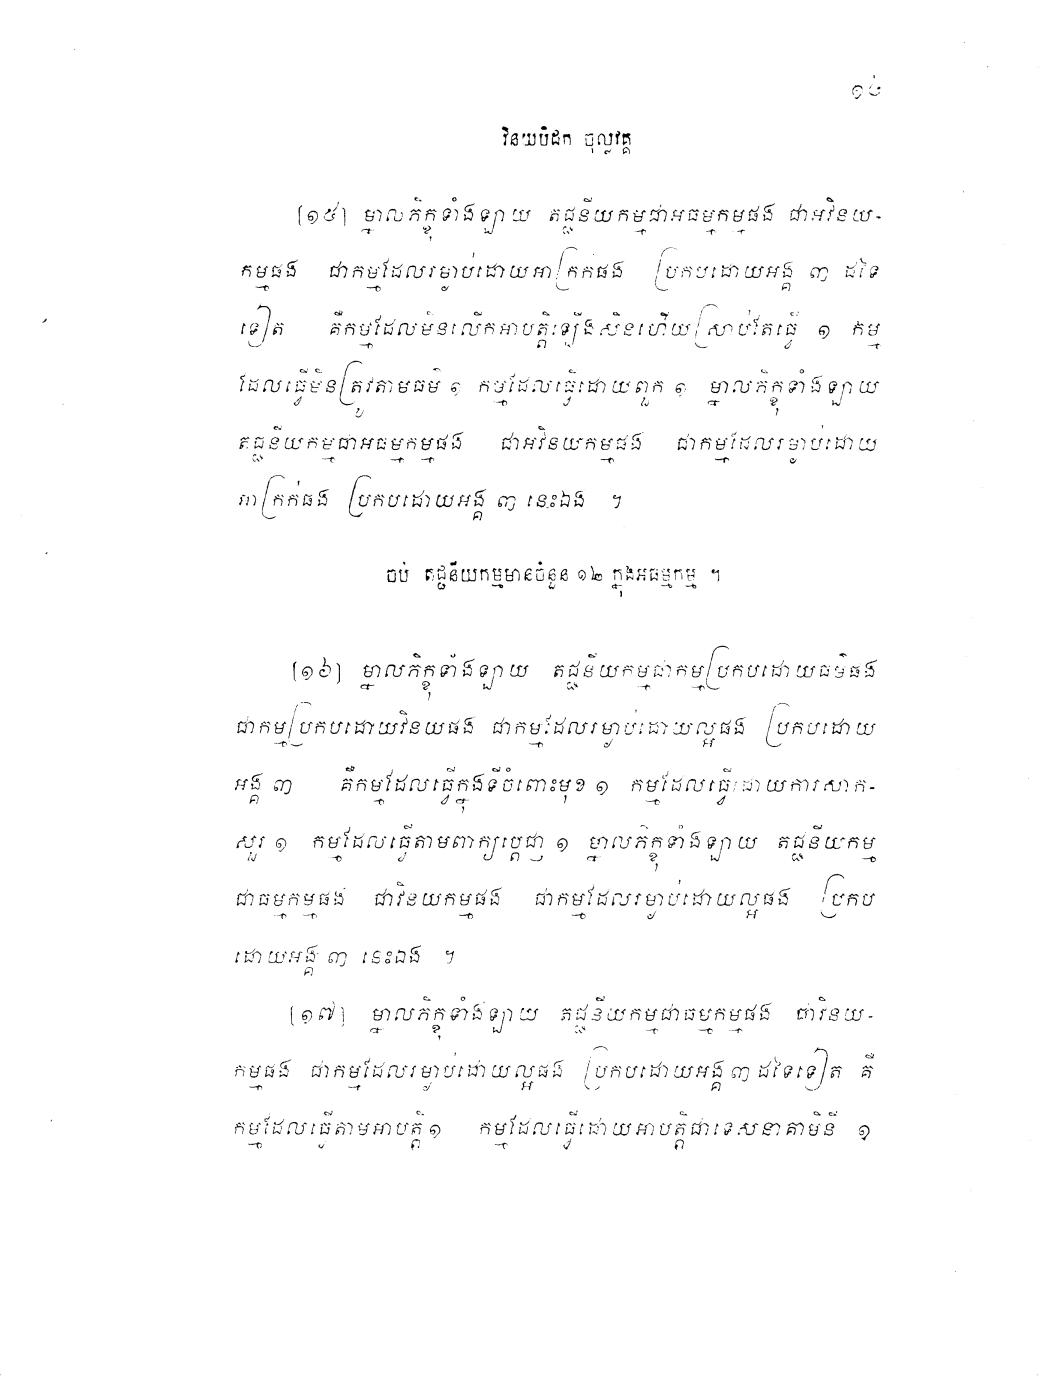 ១៨
វិនយបិដក ចុល្លវគ្គ
[១៥] ម្នាលភិក្ខុទាំងឡាយ តជ្ជនីយកម្មជាអធម្មកម្មផង ជាអវិនយ-
កម្មផង ជាកម្មដែលរម្ងាប់ដោយអាក្រក់ផង ប្រកបដោយអង្គ ៣ ដទៃ
ទៀត គឺកម្មដែលមិនលើកអាបត្តិឡើងសិនហើយស្រាប់តែធ្វើ ១ កម្ម
ដែលធ្វើមិនត្រូវតាមធម៌ ១ កម្មដែលធ្វើដោយពួក ១ ម្នាលភិក្ខុទាំងឡាយ
តជ្ជនីយកម្មជាអធម្មកម្មផង ជាអវិនយកម្មផង ជាកម្មដែលរម្ងាប់ដោយ
អាក្រក់ផង ប្រកបដោយអង្គ ៣ នេះឯង ។
ចប់ តជ្ជនីយកម្មមានចំនួន ១២ ក្នុងអធម្មកម្ម ។
[១៦] ម្នាលភិក្ខុទាំងឡាយ តជ្ជនីយកម្មជាកម្មប្រកបដោយធម៌ផង
ជាកម្មប្រកបដោយវិនយផង ជាកម្មដែលរម្ងាប់ដោយល្អផង ប្រកបដោយ
អង្គ ៣ គឺកម្មដែលធ្វើក្នុងទីចំពោះមុខ ១ កម្មដែលធ្វើដោយការសាក-
សួរ ១ កម្មដែលធ្វើតាមពាក្យប្តេជ្ញា ១ ម្នាលភិក្ខុទាំងឡាយ តជ្ជនីយកម្ម
ជាធម្មកម្មផង ជាវិនយកម្មផង ជាកម្មដែលរម្ងាប់ដោយល្អផង ប្រកប
ដោយអង្គ ៣ នេះឯង ។
[១៧] ម្នាលភិក្ខុទាំងឡាយ តជ្ជនីយកម្មជាធម្មកម្មផង ជាវិនយ-
កម្មផង ជាកម្មដែលរម្ងាប់ដោយល្អផង ប្រកបដោយអង្គ ៣ ដទៃទៀត គឺ
កម្មដែលធ្វើតាមអាបត្តិ ១ កម្មដែលធ្វើដោយអាបត្តិជាទេសនាគាមិនី ១